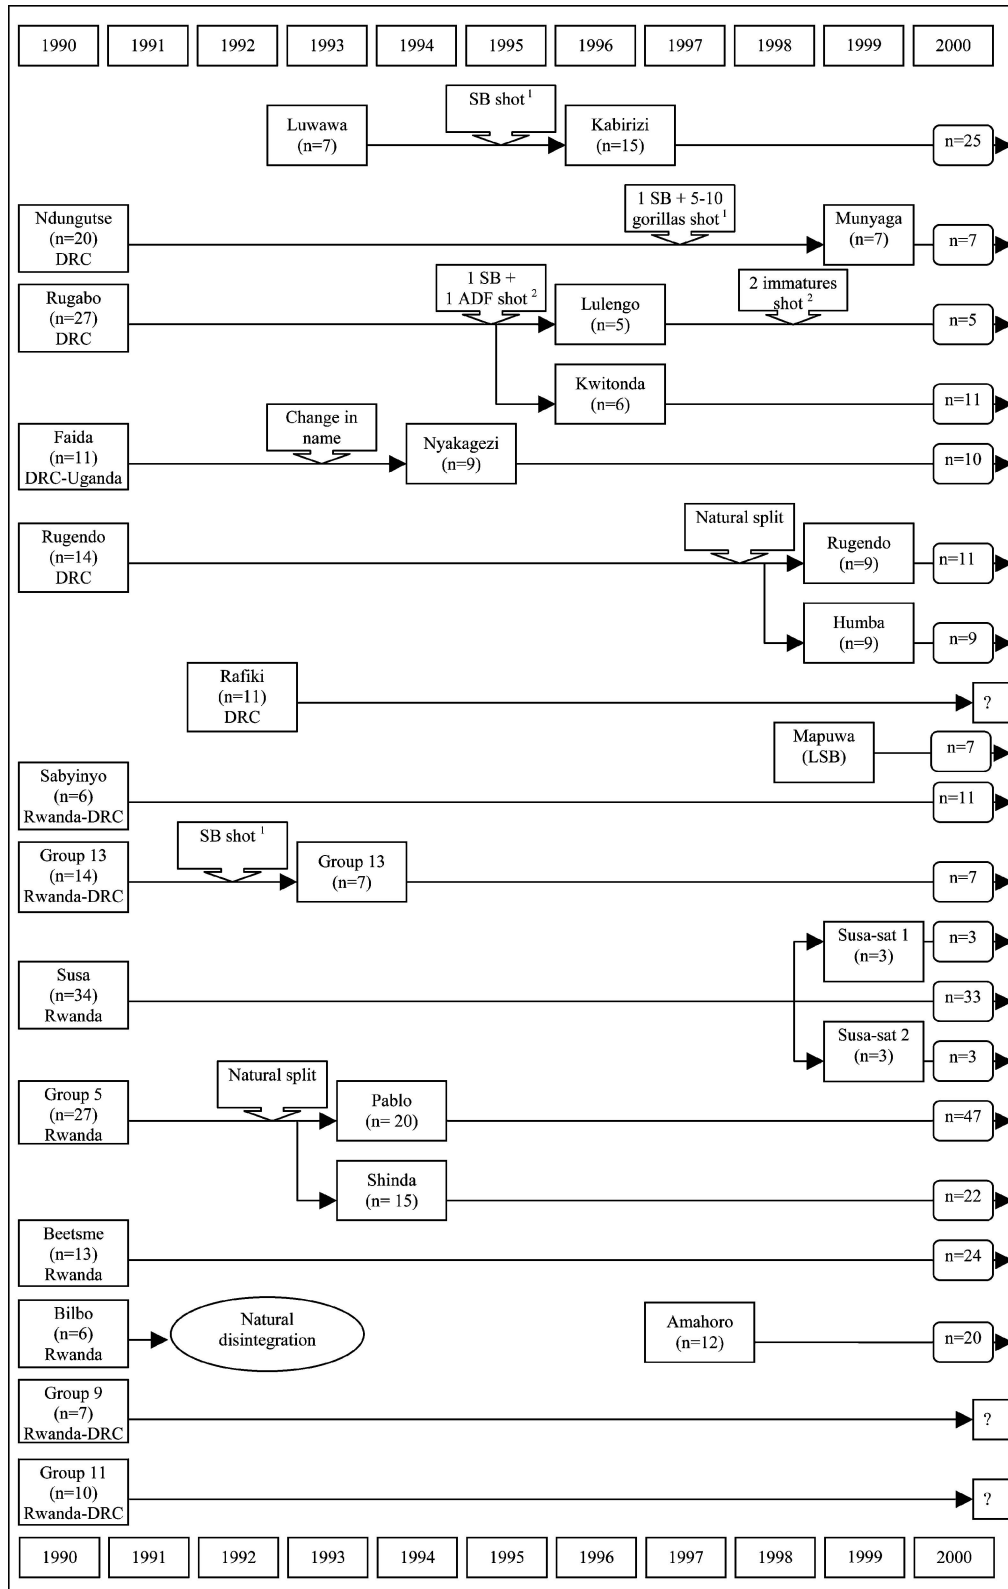 1990 1991 1992 1993 1994 1995 1996 1997 1998 1999 2000
SB shot 1
Luwawa
(n=7)
Kabirizi
(n=15)
n=25
1 SB + 5-10
gorillas shot 1
Ndungutse
(n=20)
DRC
Munyaga
(n=7)
n=7
1 SB +
1 ADF shot 2
2 immatures
shot 2
Rugabo
(n=27)
DRC
Lulengo
(n=5)
n=5
Kwitonda
(n=6)
n=11
Change in
name
Faida
(n=11)
DRC-Uganda
Nyakagezi
(n=9)
n=10
Natural split
Rugendo
(n=14)
DRC
Rugendo
(n=9)
n=11
Humba
(n=9)
n=9
Rafiki
(n=11)
DRC
?
Mapuwa
(LSB)
n=7
Sabyinyo
(n=6)
Rwanda-DRC
n=11
SB shot 1
Group 13
(n=14)
Rwanda-DRC
Group 13
(n=7)
n=7
Susa-sat 1
(n=3)
n=3
Susa
(n=34)
Rwanda
n=33
Susa-sat 2
(n=3)
n=3
Natural split
Group 5
(n=27)
Rwanda
Pablo
(n= 20)
n=47
Shinda
(n= 15)
n=22
Beetsme
(n=13)
Rwanda
n=24
Bilbo
(n=6)
Rwanda
Natural
disintegration
Amahoro
(n=12)
n=20
Group 9
(n=7)
Rwanda-DRC
?
Group 11
(n=10)
Rwanda-DRC
?
1990 1991 1992 1993 1994 1995 1996 1997 1998 1999 2000